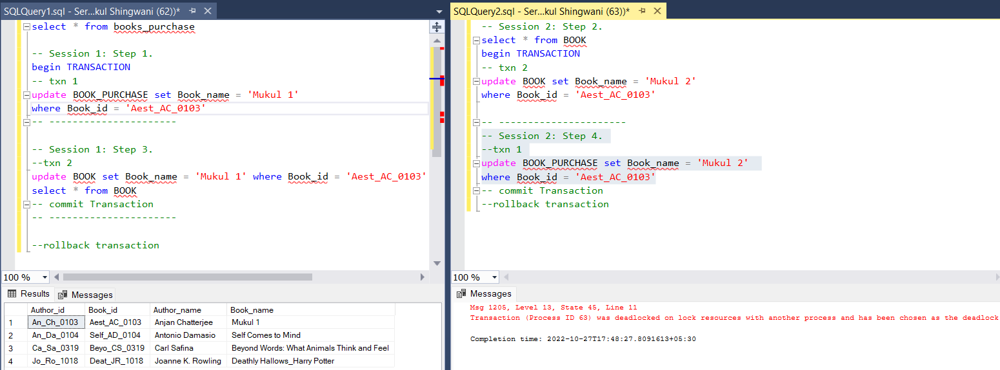 SQLQuery1.sql - Ser...kul Shingwani (62))*
select * from books_purchase
-- Session 1: Step 1.
begin TRANSACTION
-- txn 1
update BOOK_PURCHASE set Book_name = 'Mukul 1'
where Book_id = 'Aest_AC_0103'
-- ----------------------
-- Session 1: Step 3.
--txn 2
update BOOK set Book_name = 'Mukul 1' where Book_id = 'Aest_AC_0103'
select * from BOOK
-- commit Transaction
-- ----------------------
--rollback transaction
100 %
Results Messages
Author_id Book_id Author_name Book_name
1 An_Ch_0103 Aest_AC_0103 Anjan Chatterjee Mukul 1
2 An_Da_0104 Self_AD_0104 Antonio Damasio Self Comes to Mind
3 Ca_Sa_0319 Beyo_CS_0319 Carl Safina Beyond Words: What Animals Think and Feel
4 Jo_Ro_1018 Deat_JR_1018 Joanne K. Rowling Deathly Hallows_Harry Potter
SQLQuery2.sql - Ser...kul Shingwani (63))*
-- Session 2: Step 2.
select * from BOOK
begin TRANSACTION
-- txn 2
update BOOK set Book_name = 'Mukul 2'
where Book_id = 'Aest_AC_0103'
-- ----------------------
-- Session 2: Step 4.
--txn 1
update BOOK_PURCHASE set Book_name = 'Mukul 2'
where Book_id = 'Aest_AC_0103'
-- commit Transaction
--rollback transaction
100 %
Messages
Msg 1205, Level 13, State 45, Line 11
Transaction (Process ID 63) was deadlocked on lock resources with another process and has been chosen as the deadlock
Completion time: 2022-10-27T17:48:27.8091613+05:30